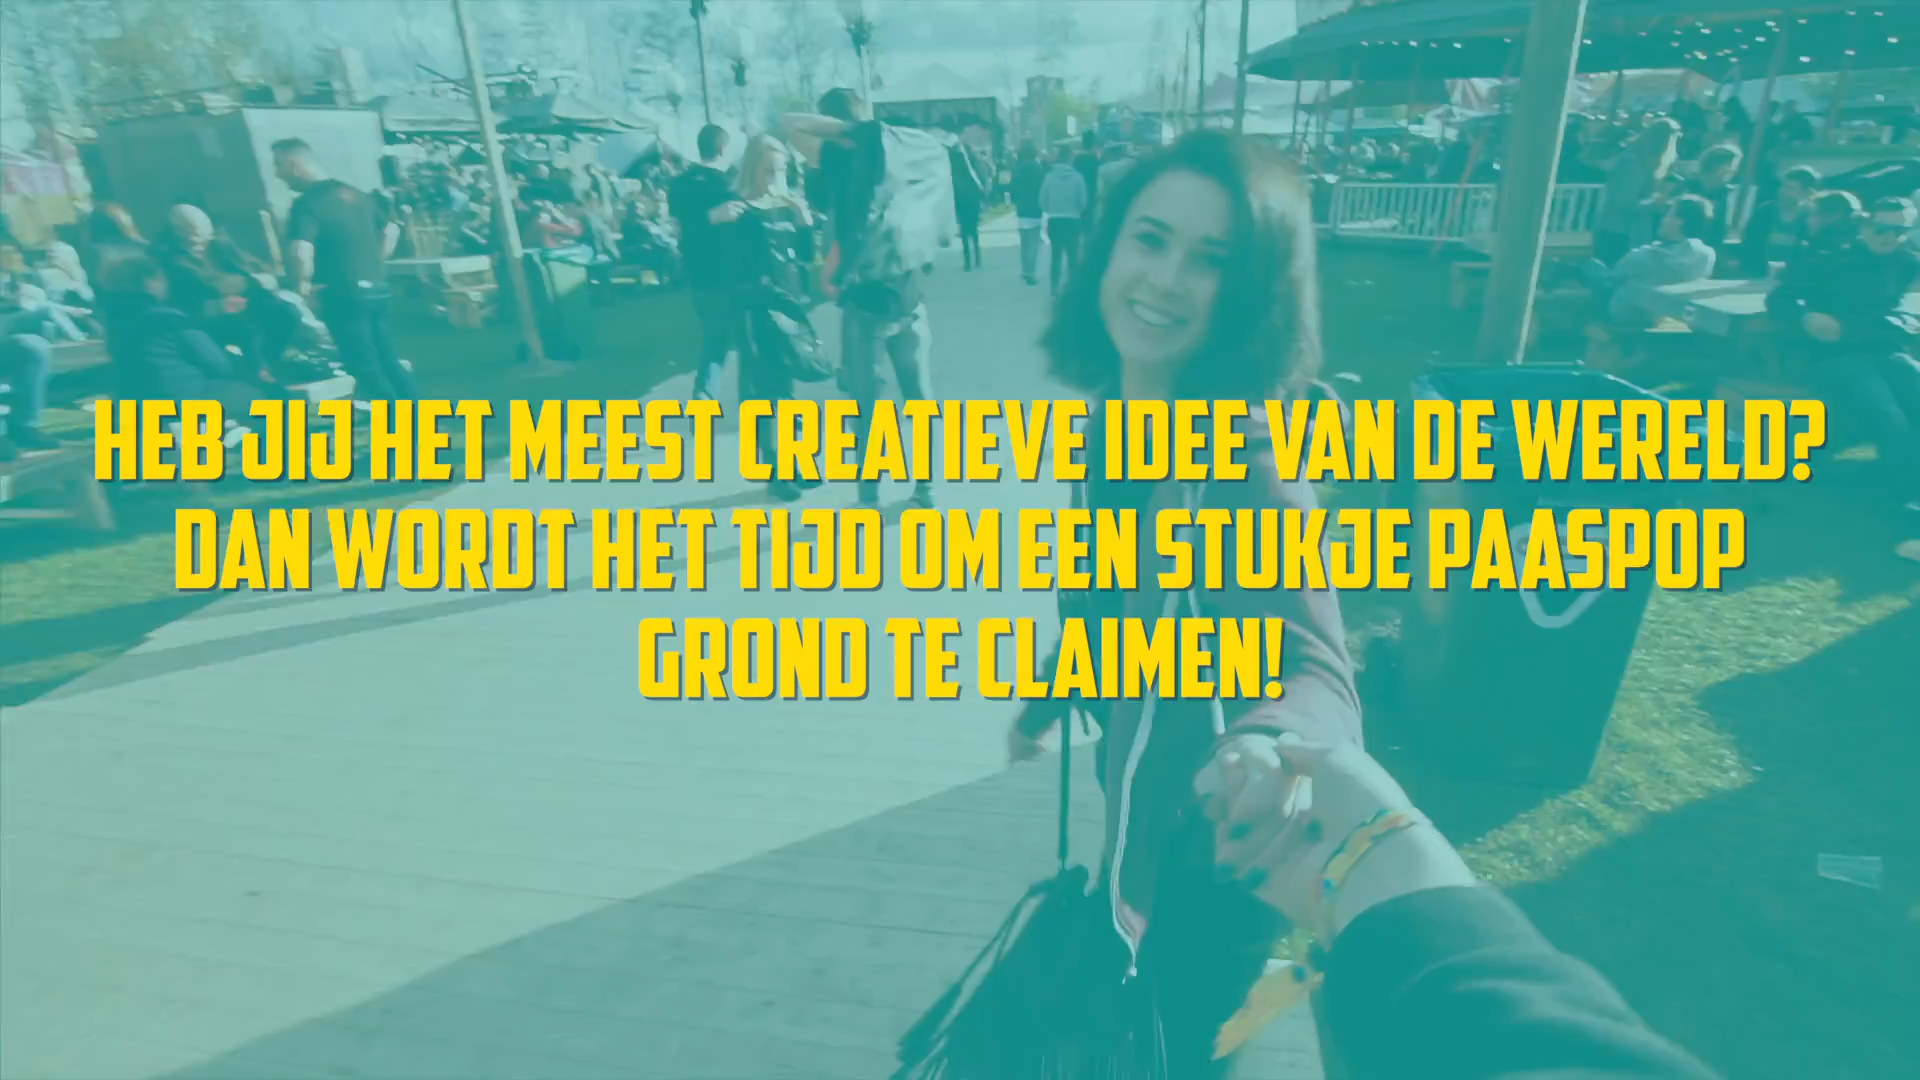 HEB JIJ HET MEEST CREATIEVE IDEE VAN DE WERELD?
DAN WORDT HET TIJD OM EEN STUKJE PAASPOP
GROND TE CLAIMEN!